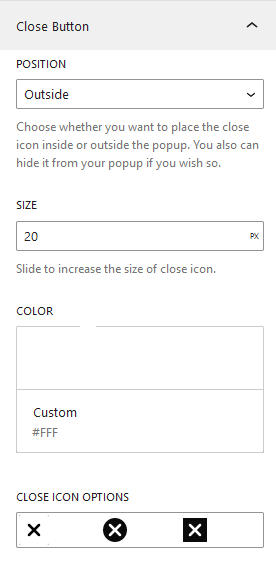 Close Button
POSITION
Outside
Choose whether you want to place the close
icon inside or outside the popup. You also can
hide it from your popup if you wish so.
SIZE
20 PX
Slide to increase the size of close icon.
COLOR
Custom
#FFF
CLOSE ICON OPTIONS